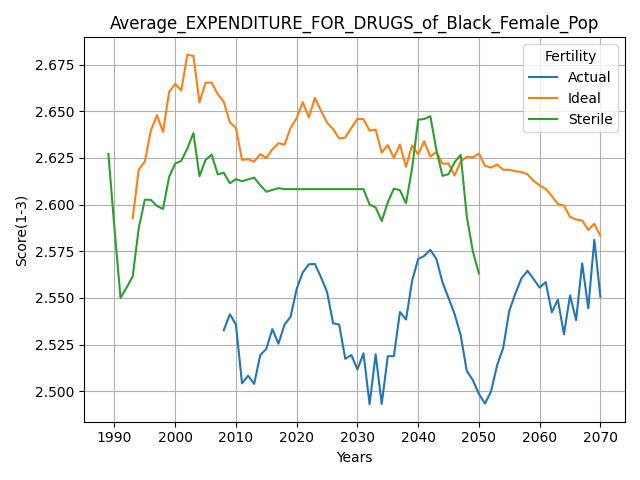 Average_EXPENDITURE_FOR_DRUGS_of_Black_Female_Pop
Fertility
Actual
Ideal
Sterile
Score(1-3)
2.675
2.650
2.625
2.600
2.575
2.550
2.525
2.500
1990 2000 2010 2020 2030 2040 2050 2060 2070
Years